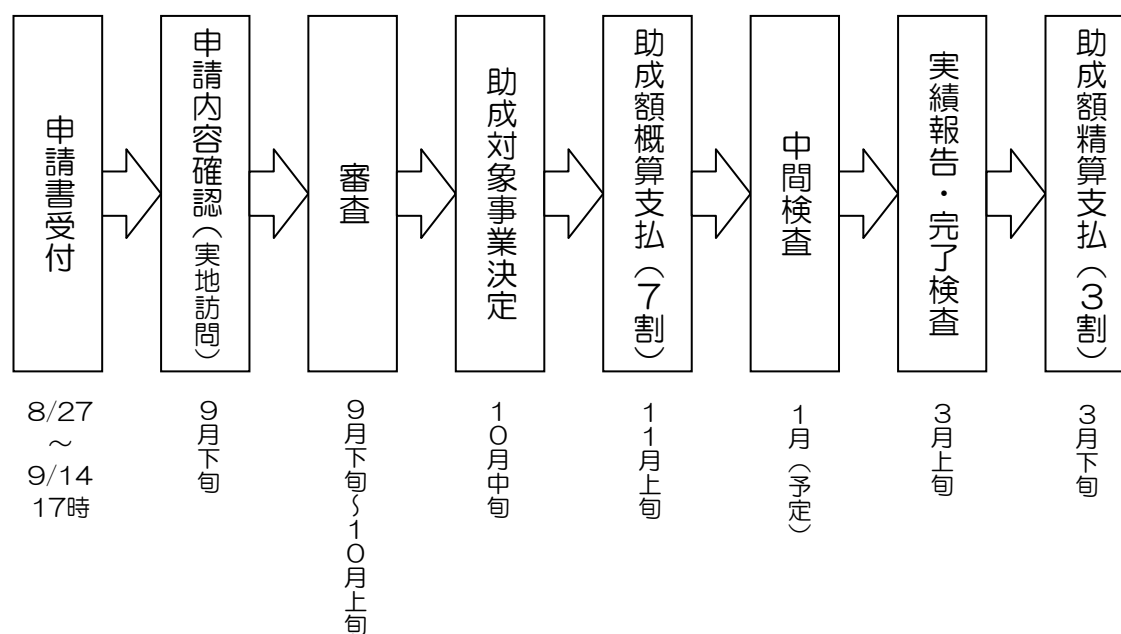 申請書受付
申請内容確認（実地訪問）
審査
助成対象事業決定
助成額概算支払（７割）
中間検査
実績報告・完了検査
助成額精算支払（３割）
8/27
～
9/14
17時
９月下旬
９月下旬～１０月上旬
１０月中旬
１１月上旬
１月（予定）
３月上旬
３月下旬